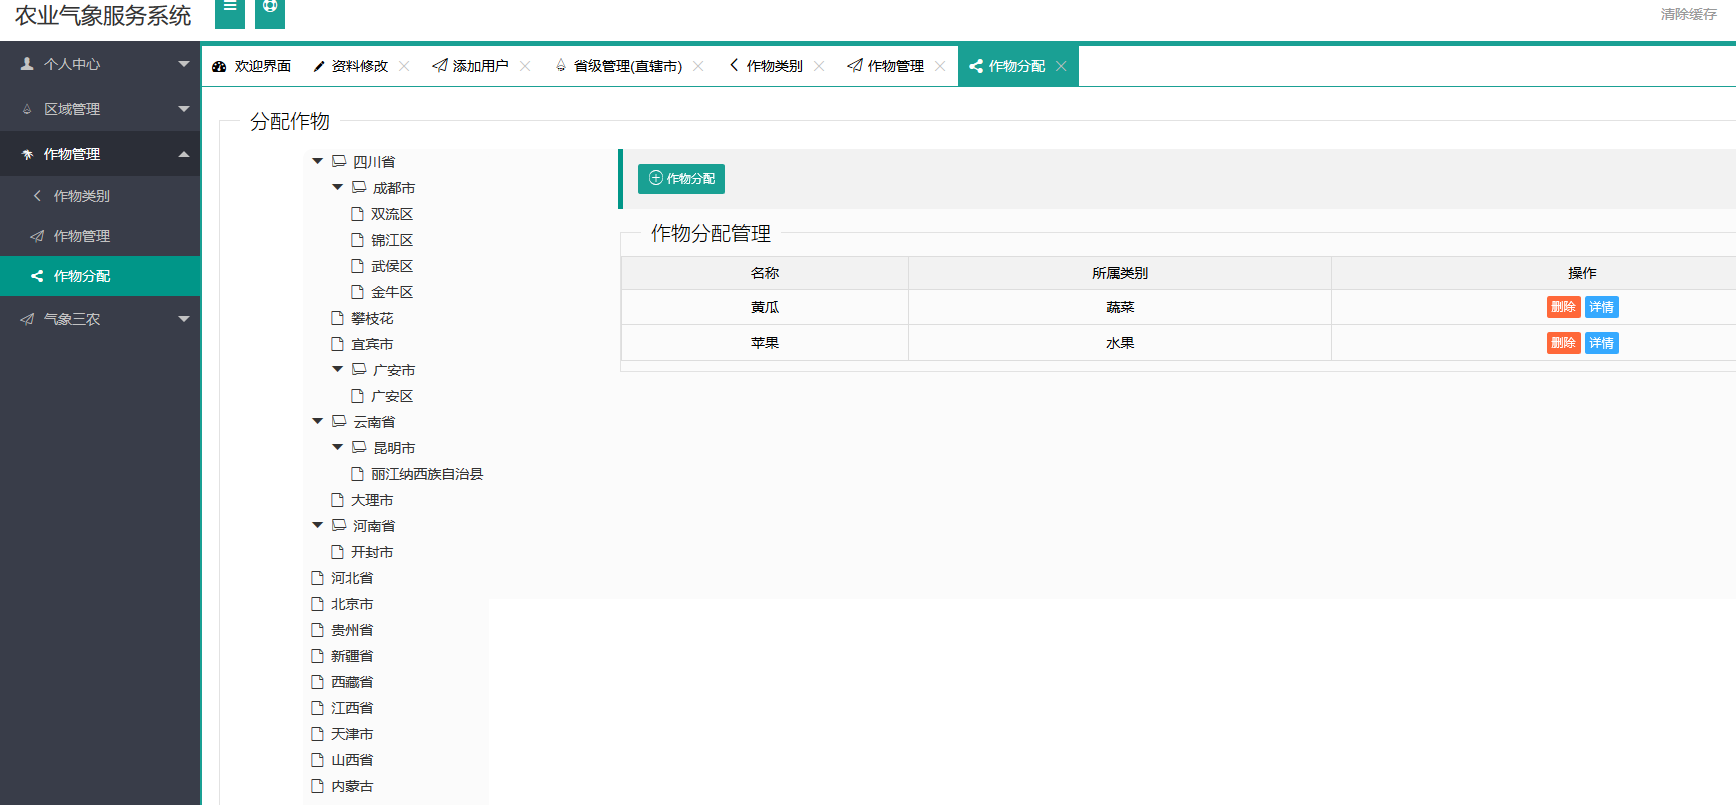 农业气象服务系统
清除缓存
个人中心
区域管理
作物管理
作物类别
作物管理
作物分配
气象三农
欢迎界面 资料修改 添加用户 省级管理(直辖市) 作物类别 作物管理 作物分配
分配作物
四川省
成都市
双流区
锦江区
武侯区
金牛区
攀枝花
宜宾市
广安市
广安区
云南省
昆明市
丽江纳西族自治县
大理市
河南省
开封市
河北省
北京市
贵州省
新疆省
西藏省
江西省
天津市
山西省
内蒙古
作物分配
作物分配管理
名称 所属类别 操作
黄瓜 蔬菜 删除 详情
苹果 水果 删除 详情